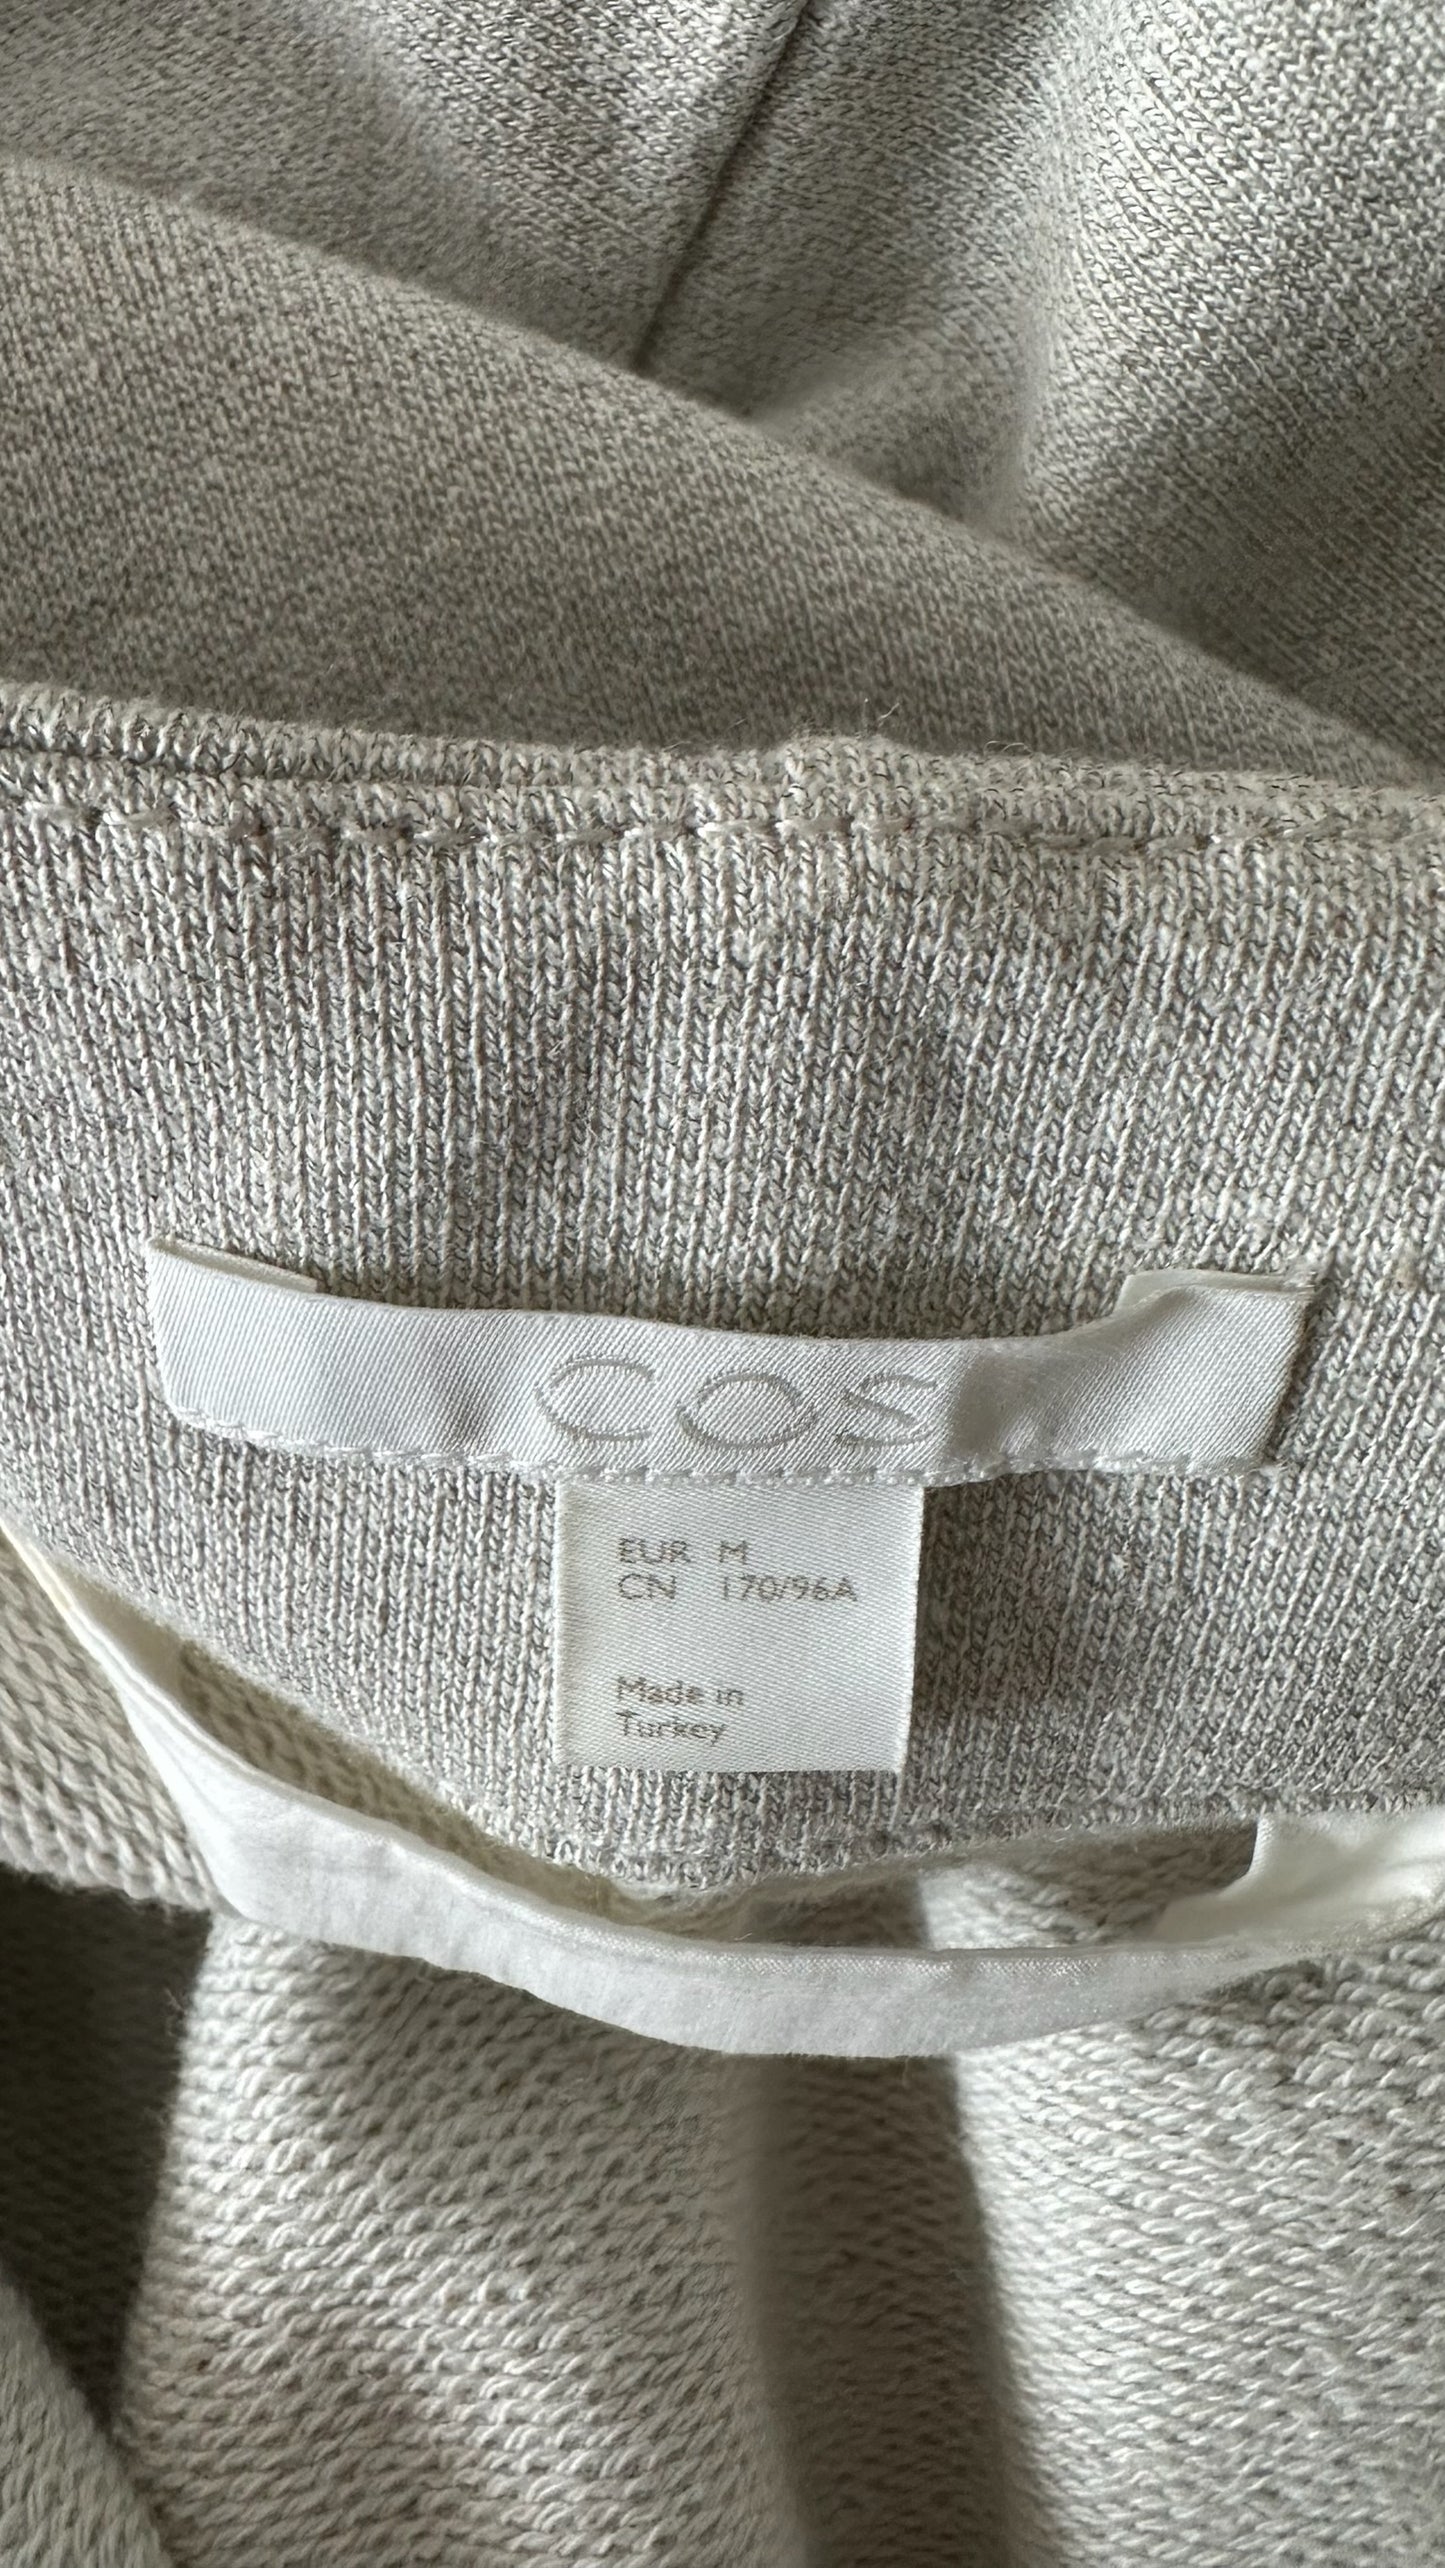 COS
EUR M
CN 170/96A
Made in
Turkey